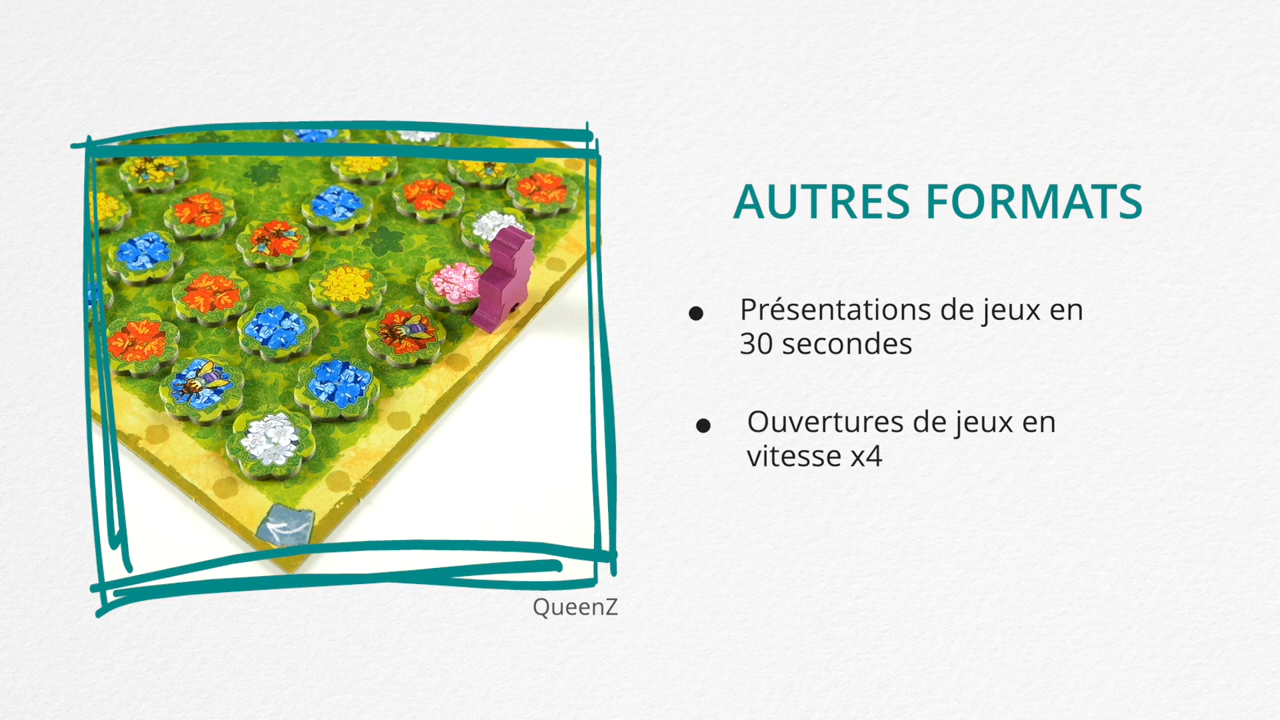 AUTRES FORMATS
● Présentations de jeux en
30 secondes
● Ouvertures de jeux en
vitesse x4
QueenZ